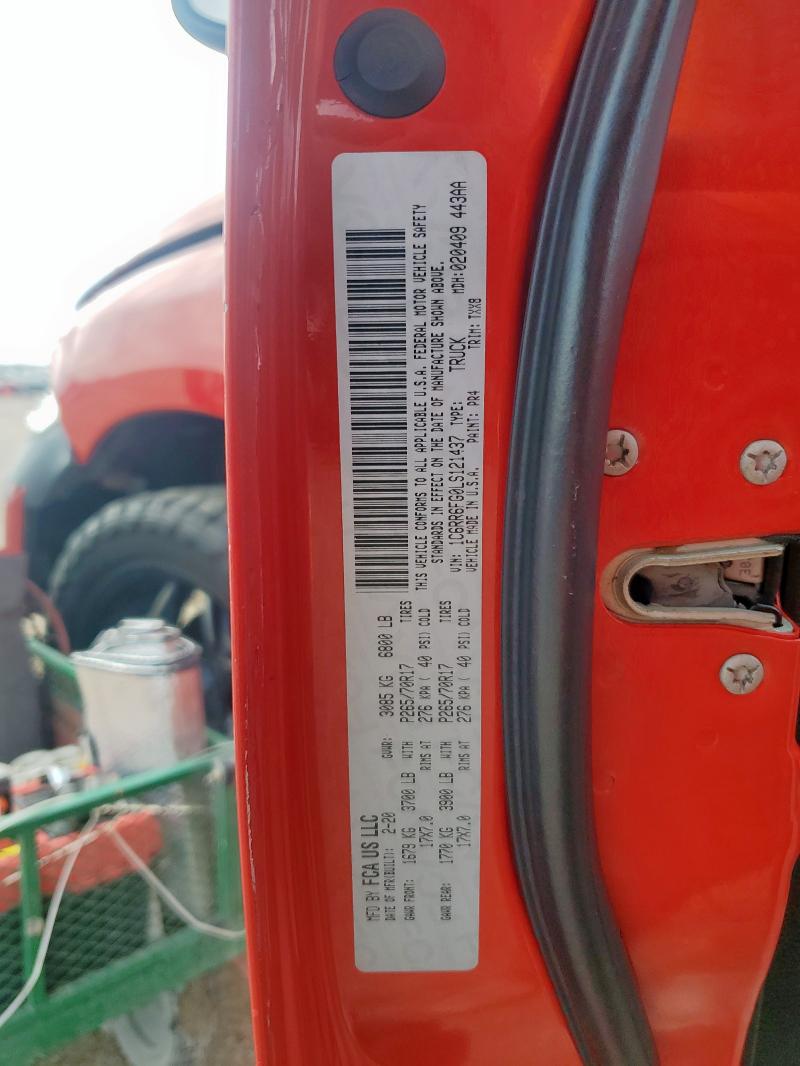 MFD BY FCA US LLC
DATE OF MFR(BUILT): 2-20 GVWR: 3085 KG 6800 LB
GAWR FRONT: 1679 KG 3700 LB WITH P265/70R17 TIRES
17X7.0 RIMS AT 276 KPA ( 40 PSI) COLD
GAWR REAR: 1770 KG 3900 LB WITH P265/70R17 TIRES
17X7.0 RIMS AT 276 KPA ( 40 PSI) COLD
THIS VEHICLE CONFORMS TO ALL APPLICABLE U.S.A. FEDERAL MOTOR VEHICLE SAFETY
STANDARDS IN EFFECT ON THE DATE OF MANUFACTURE SHOWN ABOVE.
VIN: 1C6RR6FG0LS121437 TYPE: TRUCK MDH:020409 443AA
VEHICLE MADE IN U.S.A. PAINT: PR4 TRIM: TXX8